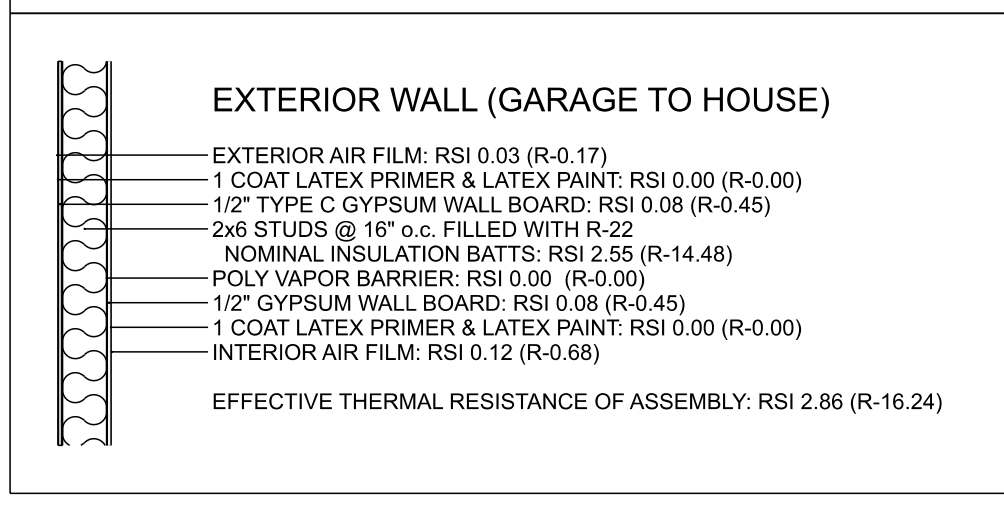 EXTERIOR WALL (GARAGE TO HOUSE)
EXTERIOR AIR FILM: RSI 0.03 (R-0.17)
1 COAT LATEX PRIMER & LATEX PAINT: RSI 0.00 (R-0.00)
1/2" TYPE C GYPSUM WALL BOARD: RSI 0.08 (R-0.45)
2x6 STUDS @ 16" o.c. FILLED WITH R-22
NOMINAL INSULATION BATTS: RSI 2.55 (R-14.48)
POLY VAPOR BARRIER: RSI 0.00 (R-0.00)
1/2" GYPSUM WALL BOARD: RSI 0.08 (R-0.45)
1 COAT LATEX PRIMER & LATEX PAINT: RSI 0.00 (R-0.00)
INTERIOR AIR FILM: RSI 0.12 (R-0.68)
EFFECTIVE THERMAL RESISTANCE OF ASSEMBLY: RSI 2.86 (R-16.24)